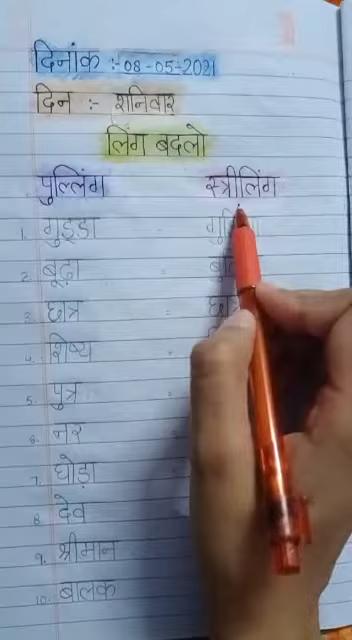 दिनांक :- 08-05-2021
दिन :- शनिवार
लिंग बदलो
पुल्लिंग स्त्रीलिंग
1. गुड्डा -
2. बूढ़ा -
3. छात्र -
4. शिष्य -
5. पुत्र -
6. नर -
7. घोड़ा -
8. देव
9. श्रीमान
10. बालक